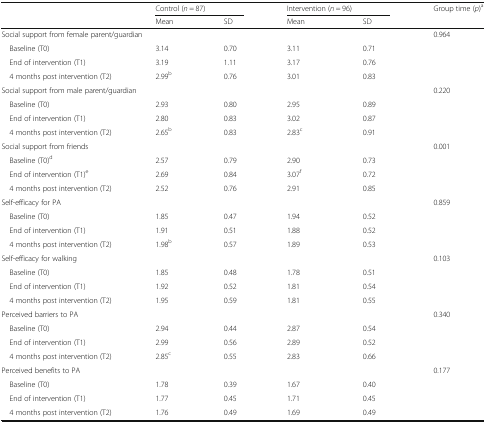 Control (n = 87) Intervention (n = 96) Group time (p)a
Mean SD Mean SD
Social support from female parent/guardian 0.964
Baseline (T0) 3.14 0.70 3.11 0.71
End of intervention (T1) 3.19 1.11 3.17 0.76
4 months post intervention (T2) 2.99b 0.76 3.01 0.83
Social support from male parent/guardian 0.220
Baseline (T0) 2.93 0.80 2.95 0.89
End of intervention (T1) 2.80 0.83 3.02 0.87
4 months post intervention (T2) 2.65b 0.83 2.83c 0.91
Social support from friends 0.001
Baseline (T0)d 2.57 0.79 2.90 0.73
End of intervention (T1)e 2.69 0.84 3.07f 0.72
4 months post intervention (T2) 2.52 0.76 2.91 0.85
Self-efficacy for PA 0.859
Baseline (T0) 1.85 0.47 1.94 0.52
End of intervention (T1) 1.91 0.51 1.88 0.52
4 months post intervention (T2) 1.98b 0.57 1.89 0.53
Self-efficacy for walking 0.103
Baseline (T0) 1.85 0.48 1.78 0.51
End of intervention (T1) 1.92 0.52 1.81 0.54
4 months post intervention (T2) 1.95 0.59 1.81 0.55
Perceived barriers to PA 0.340
Baseline (T0) 2.94 0.44 2.87 0.54
End of intervention (T1) 2.99 0.56 2.89 0.52
4 months post intervention (T2) 2.85c 0.55 2.83 0.66
Perceived benefits to PA 0.177
Baseline (T0) 1.78 0.39 1.67 0.40
End of intervention (T1) 1.77 0.45 1.71 0.45
4 months post intervention (T2) 1.76 0.49 1.69 0.49